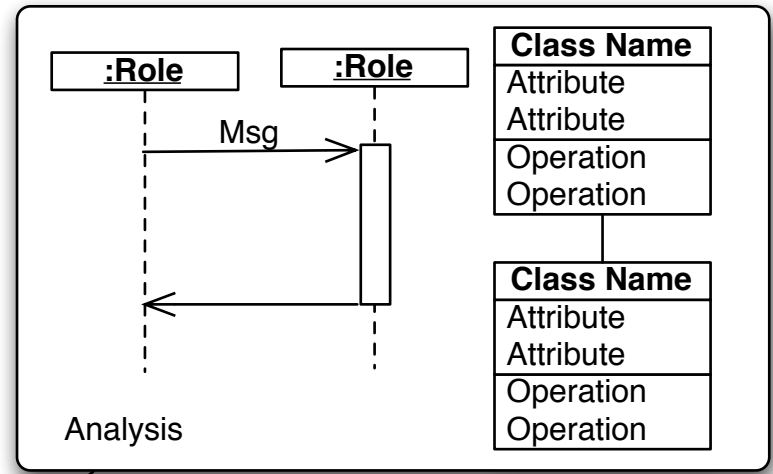 :Role
:Role
Msg
Analysis
Class Name
Attribute
Attribute
Operation
Operation
Class Name
Attribute
Attribute
Operation
Operation